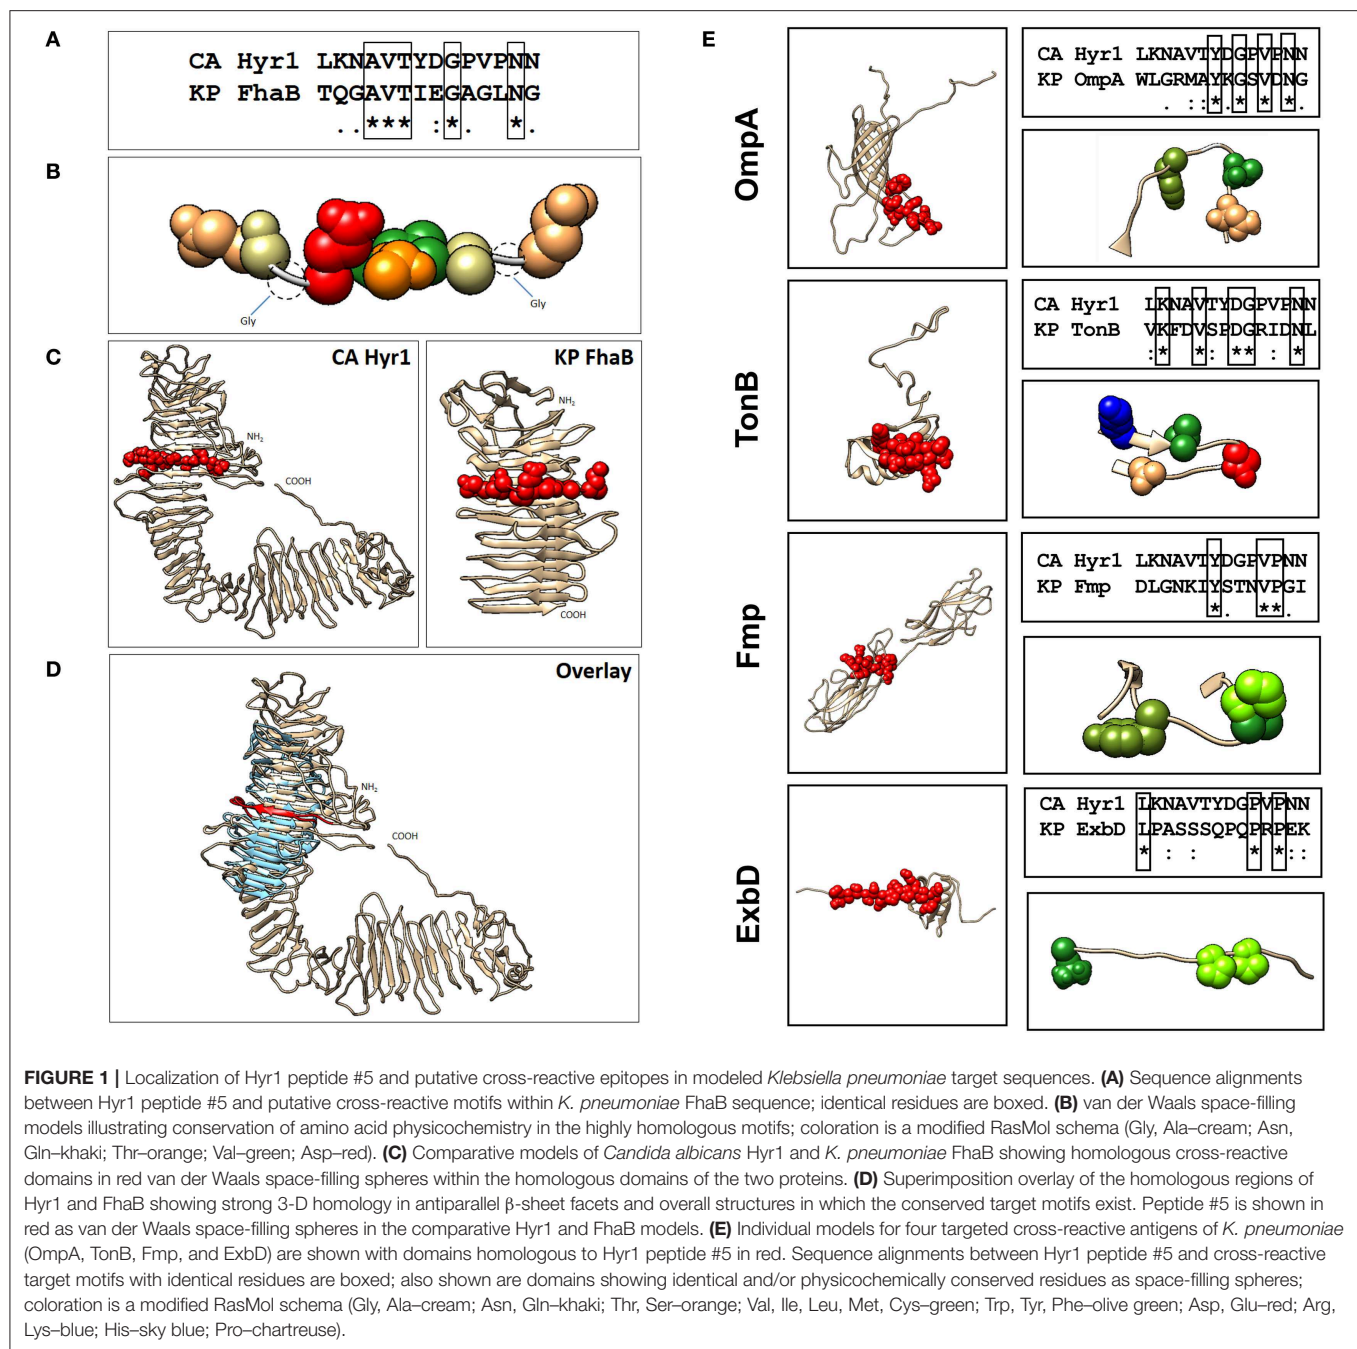 A
CA Hyr1 LKNAVTYDGPVPNN
KP FhaB TQGAVTIEGAGLNG
..***:*. *.
B
Gly
Gly
C
CA Hyr1
NH2
COOH
KP FhaB
NH2
COOH
D
Overlay
NH2
COOH
E
OmpA
CA Hyr1 LKNAVTYDGPVPNN
KP OmpA WLGRMAYKGSVDNG
. ::*.* * *.
TonB
CA Hyr1 LKNAVTYDGPVPNN
KP TonB VKFDVSPDGRIDNL
:* *: ** : *
Fmp
CA Hyr1 LKNAVTYDGPVPNN
KP Fmp DLGNKIYSTNVPGI
*. **.
ExbD
CA Hyr1 LKNAVTYDGPVPNN
KP ExbD LPASSSQPQPRPEK
* : : * *::
FIGURE 1 | Localization of Hyr1 peptide #5 and putative cross-reactive epitopes in modeled Klebsiella pneumoniae target sequences. (A) Sequence alignments
between Hyr1 peptide #5 and putative cross-reactive motifs within K. pneumoniae FhaB sequence; identical residues are boxed. (B) van der Waals space-filling
models illustrating conservation of amino acid physicochemistry in the highly homologous motifs; coloration is a modified RasMol schema (Gly, Ala–cream; Asn,
Gln–khaki; Thr–orange; Val–green; Asp–red). (C) Comparative models of Candida albicans Hyr1 and K. pneumoniae FhaB showing homologous cross-reactive
domains in red van der Waals space-filling spheres within the homologous domains of the two proteins. (D) Superimposition overlay of the homologous regions of
Hyr1 and FhaB showing strong 3-D homology in antiparallel β-sheet facets and overall structures in which the conserved target motifs exist. Peptide #5 is shown in
red as van der Waals space-filling spheres in the comparative Hyr1 and FhaB models. (E) Individual models for four targeted cross-reactive antigens of K. pneumoniae
(OmpA, TonB, Fmp, and ExbD) are shown with domains homologous to Hyr1 peptide #5 in red. Sequence alignments between Hyr1 peptide #5 and cross-reactive
target motifs with identical residues are boxed; also shown are domains showing identical and/or physicochemically conserved residues as space-filling spheres;
coloration is a modified RasMol schema (Gly, Ala–cream; Asn, Gln–khaki; Thr, Ser–orange; Val, Ile, Leu, Met, Cys–green; Trp, Tyr, Phe–olive green; Asp, Glu–red; Arg,
Lys–blue; His–sky blue; Pro–chartreuse).